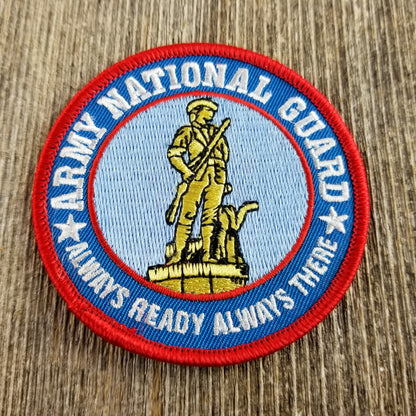 ARMY NATIONAL GUARD
ALWAYS READY ALWAYS THERE